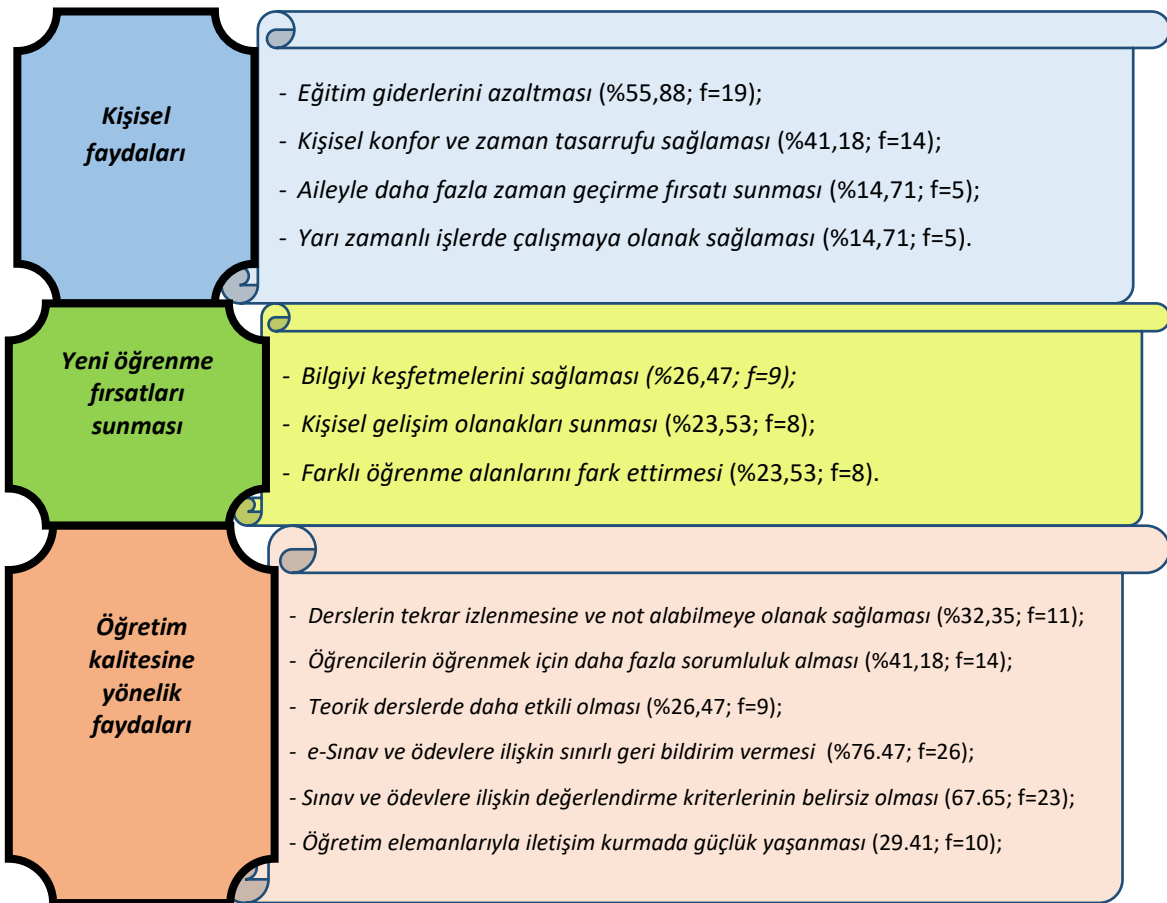 Kişisel
faydaları
- Eğitim giderlerini azaltması (%55,88; f=19);
- Kişisel konfor ve zaman tasarrufu sağlaması (%41,18; f=14);
- Aileyle daha fazla zaman geçirme fırsatı sunması (%14,71; f=5);
- Yarı zamanlı işlerde çalışmaya olanak sağlaması (%14,71; f=5).
Yeni öğrenme
fırsatları
sunması
- Bilgiyi keşfetmelerini sağlaması (%26,47; f=9);
- Kişisel gelişim olanakları sunması (%23,53; f=8);
- Farklı öğrenme alanlarını fark ettirmesi (%23,53; f=8).
Öğretim
kalitesine
yönelik
faydaları
- Derslerin tekrar izlenmesine ve not alabilmeye olanak sağlaması (%32,35; f=11);
- Öğrencilerin öğrenmek için daha fazla sorumluluk alması (%41,18; f=14);
- Teorik derslerde daha etkili olması (%26,47; f=9);
- e-Sınav ve ödevlere ilişkin sınırlı geri bildirim vermesi (%76.47; f=26);
- Sınav ve ödevlere ilişkin değerlendirme kriterlerinin belirsiz olması (67.65; f=23);
- Öğretim elemanlarıyla iletişim kurmada güçlük yaşanması (29.41; f=10);